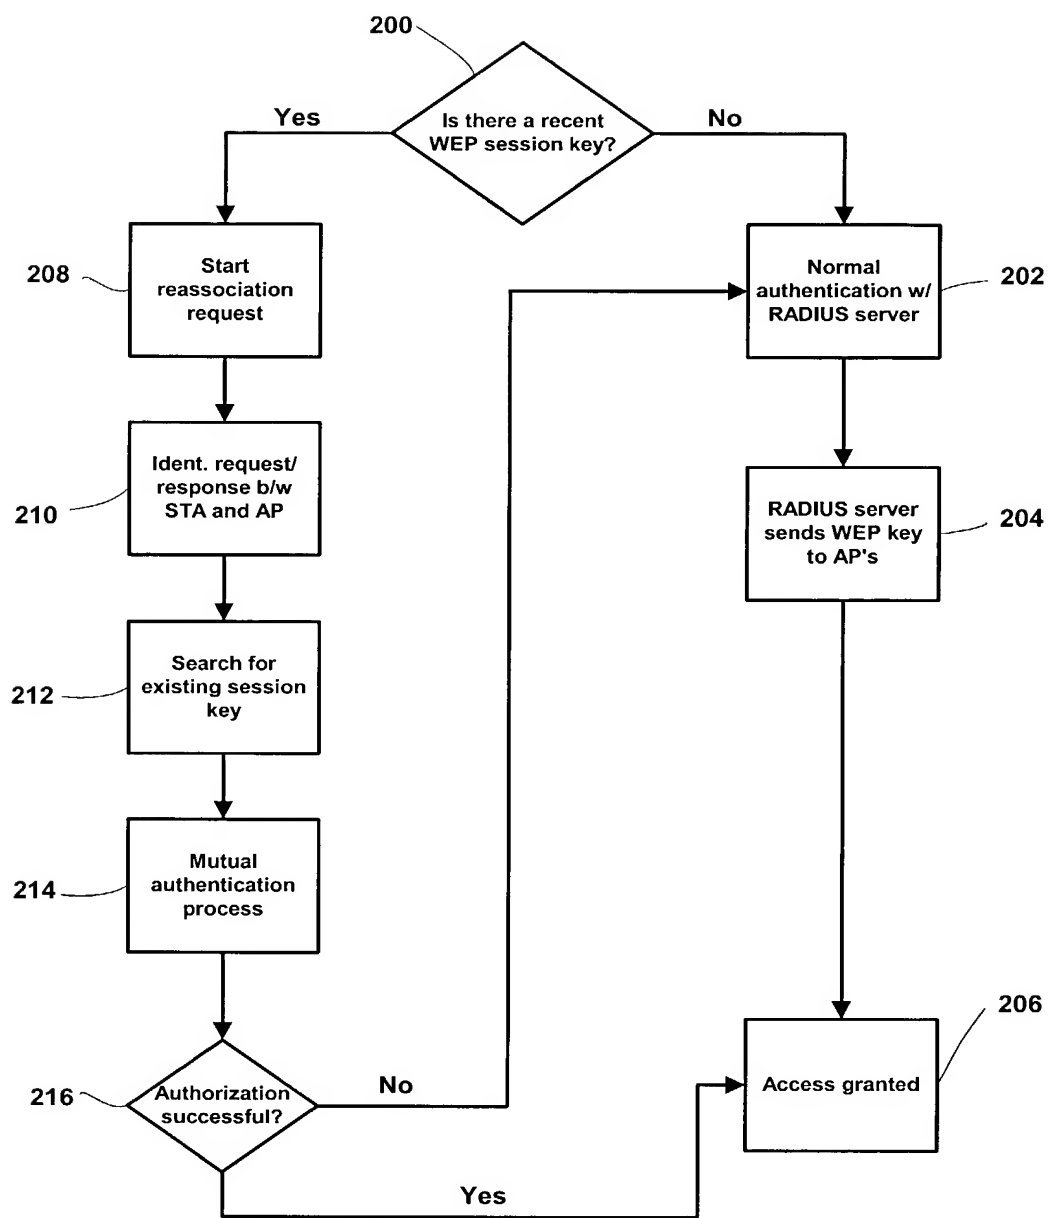 200
Yes
Is there a recent
WEP session key?
No
208
Start
reassociation
request
Normal
authentication w/
RADIUS server
202
210
Ident. request/
response b/w
STA and AP
RADIUS server
sends WEP key
to AP's
204
212
Search for
existing session
key
214
Mutual
authentication
process
206
Access granted
216
Authorization
successful?
No
Yes